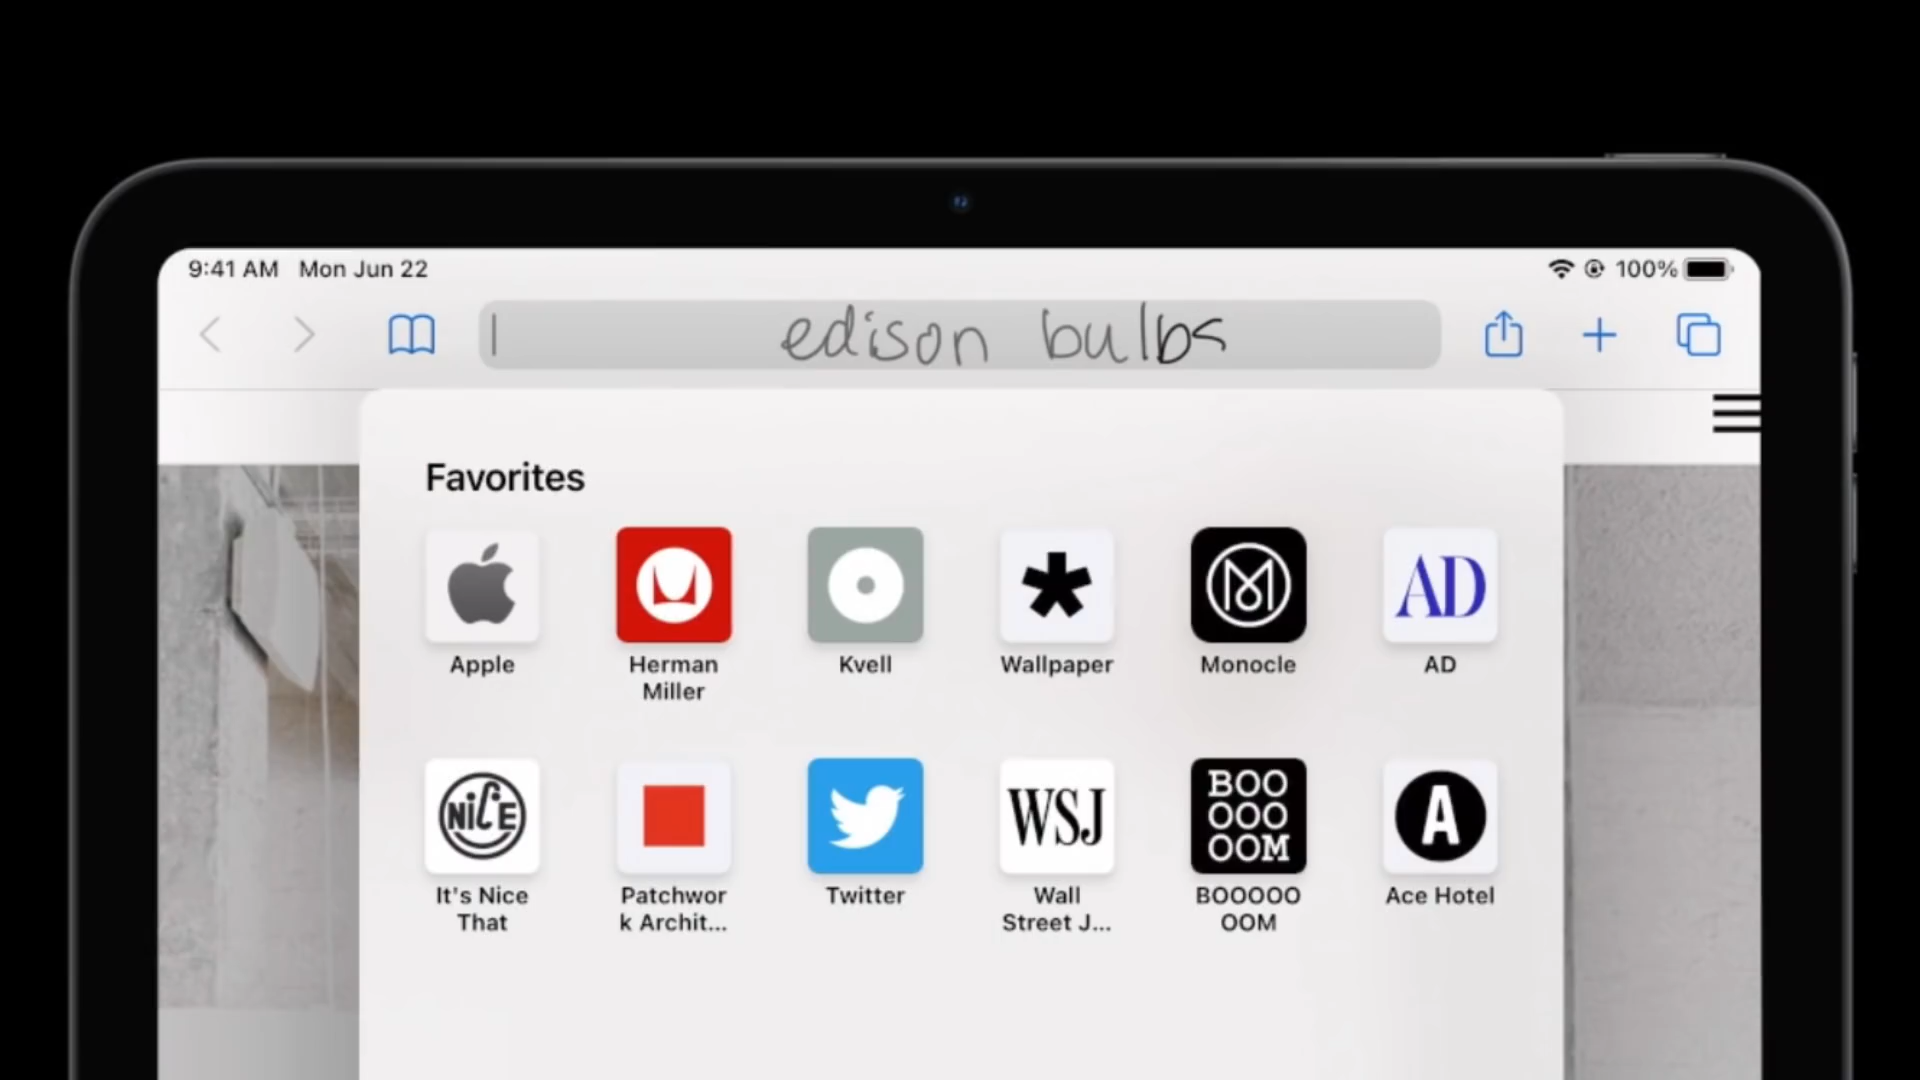 9:41 AM Mon Jun 22 100%
edison bulbs
Favorites
Apple Herman Miller Kvell Wallpaper Monocle AD
AD
NiCE WSJ BOO OOO OOM A
It's Nice That Patchwor k Archit... Twitter Wall Street J... BOOOOO OOM Ace Hotel